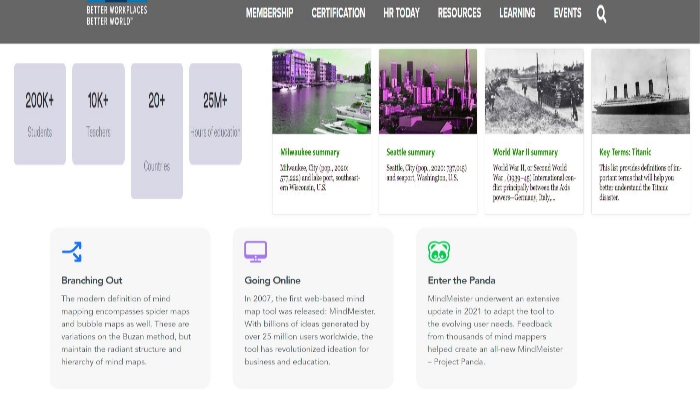 BETTER WORKPLACES
BETTER WORLD™
MEMBERSHIP CERTIFICATION HR TODAY RESOURCES LEARNING EVENTS
200K+
Students
10K+
Teachers
20+
Countries
25M+
Hours of education
Milwaukee summary
Milwaukee, City (pop., 2020:
577,222) and lake port, southeast-
ern Wisconsin, U.S.
Seattle summary
Seattle, City (pop., 2020: 737,015)
and seaport, Washington, U.S.
World War II summary
World War II, or Second World
War , (1939–45) International con-
flict principally between the Axis
powers—Germany, Italy,...
Key Terms: Titanic
This list provides definitions of im-
portant terms that will help you
better understand the Titanic
disaster.
Branching Out
The modern definition of mind
mapping encompasses spider maps
and bubble maps as well. These are
variations on the Buzan method, but
maintain the radiant structure and
hierarchy of mind maps.
Going Online
In 2007, the first web-based mind
map tool was released: MindMeister.
With billions of ideas generated by
over 25 million users worldwide, the
tool has revolutionized ideation for
business and education.
Enter the Panda
MindMeister underwent an extensive
update in 2021 to adapt the tool to
the evolving user needs. Feedback
from thousands of mind mappers
helped create an all-new MindMeister
– Project Panda.